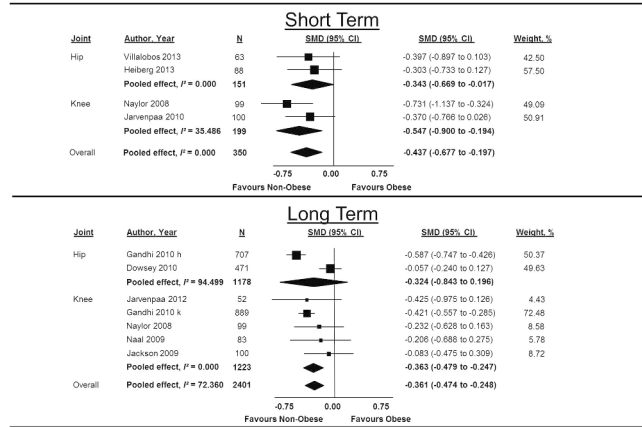 Short Term
Joint Author, Year N SMD (95% CI) SMD (95% CI) Weight, %
Hip Villalobos 2013 63 -0.397 (-0.897 to 0.103) 42.50
Heiberg 2013 88 -0.303 (-0.733 to 0.127) 57.50
Pooled effect, I² = 0.000 151 -0.343 (-0.669 to -0.017)
Knee Naylor 2008 99 -0.731 (-1.137 to -0.324) 49.09
Jarvenpaa 2010 100 -0.370 (-0.766 to 0.026) 50.91
Pooled effect, I² = 35.486 199 -0.547 (-0.900 to -0.194)
Overall Pooled effect, I² = 0.000 350 -0.437 (-0.677 to -0.197)
-0.75 0.00 0.75
Favours Non-Obese Favours Obese
Long Term
Joint Author, Year N SMD (95% CI) SMD (95% CI) Weight, %
Hip Gandhi 2010 h 707 -0.587 (-0.747 to -0.426) 50.37
Dowsey 2010 471 -0.057 (-0.240 to 0.127) 49.63
Pooled effect, I² = 94.499 1178 -0.324 (-0.843 to 0.196)
Knee Jarvenpaa 2012 52 -0.425 (-0.975 to 0.126) 4.43
Gandhi 2010 k 889 -0.421 (-0.557 to -0.285) 72.48
Naylor 2008 99 -0.232 (-0.628 to 0.163) 8.58
Naal 2009 83 -0.206 (-0.688 to 0.275) 5.78
Jackson 2009 100 -0.083 (-0.475 to 0.309) 8.72
Pooled effect, I² = 0.000 1223 -0.363 (-0.479 to -0.247)
Overall Pooled effect, I² = 72.360 2401 -0.361 (-0.474 to -0.248)
-0.75 0.00 0.75
Favours Non-Obese Favours Obese